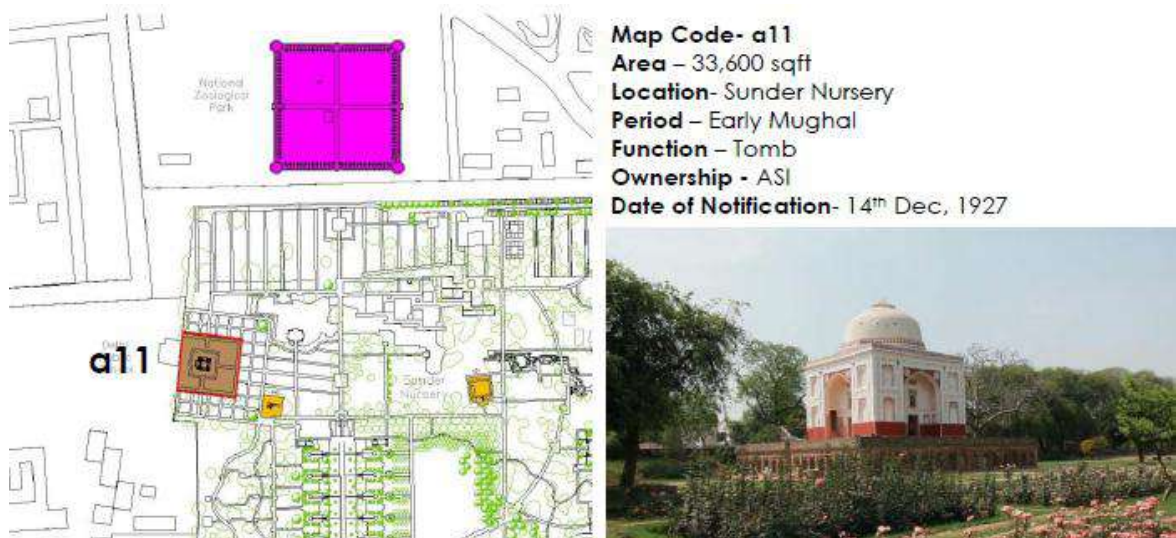 National
Zoological
Park
a11
Sunder
Nursery
Map Code- a11
Area – 33,600 sqft
Location- Sunder Nursery
Period – Early Mughal
Function – Tomb
Ownership - ASI
Date of Notification- 14th Dec, 1927